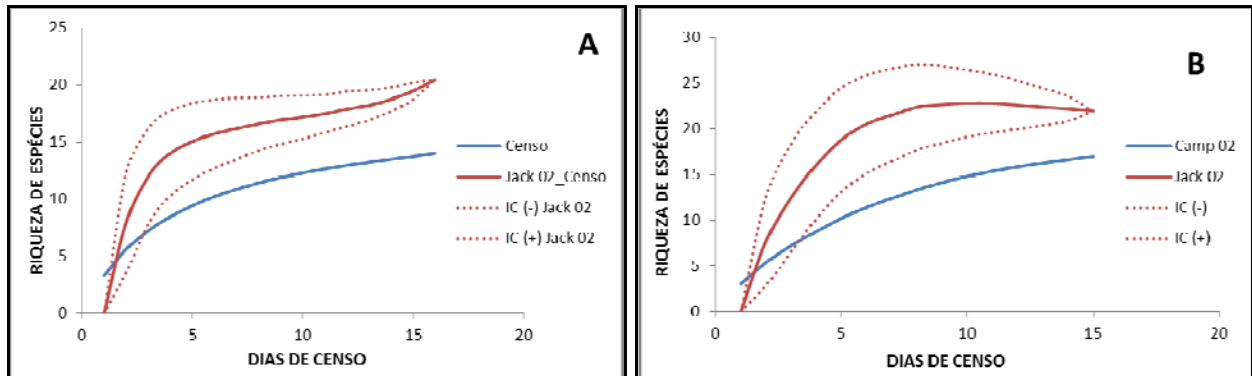 A
RIQUEZA DE ESPÉCIES
25
20
15
10
5
0
0 5 10 15 20
DIAS DE CENSO
Censo
Jack 02_Censo
IC (-) Jack 02
IC (+) Jack 02
B
RIQUEZA DE ESPÉCIES
30
25
20
15
10
5
0
0 5 10 15 20
DIAS DE CENSO
Camp 02
Jack 02
IC (-)
IC (+)